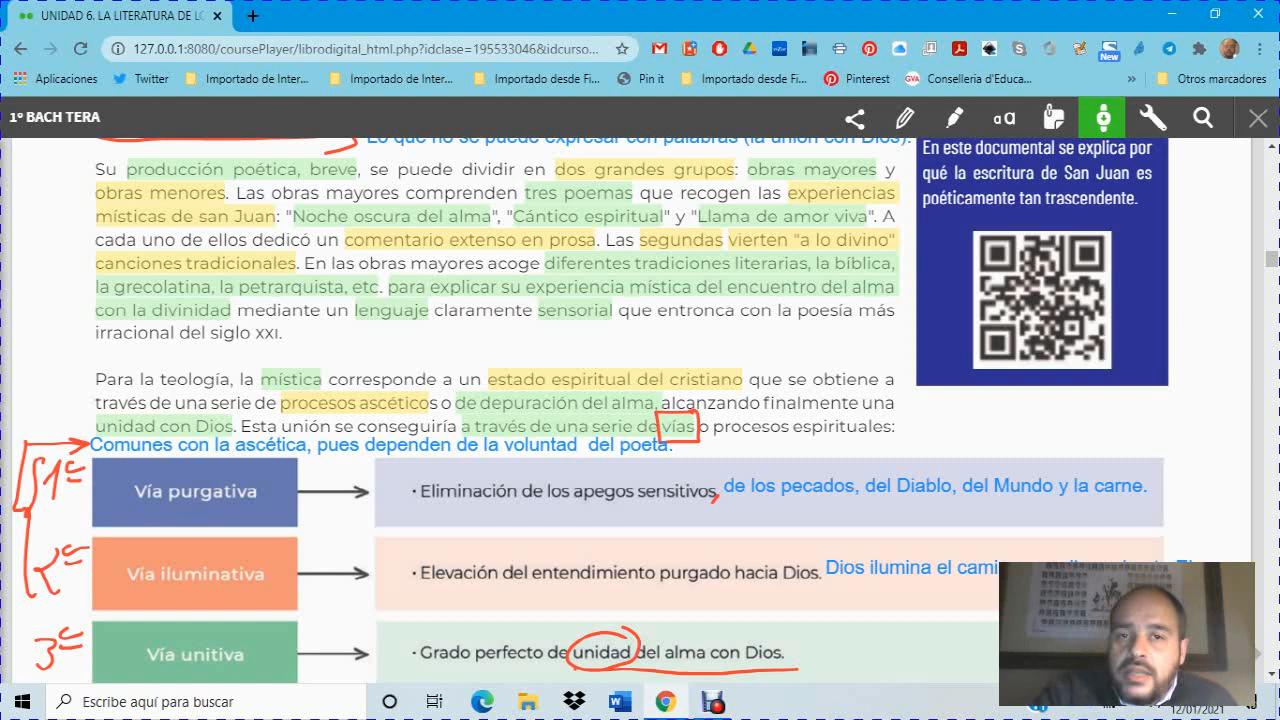 UNIDAD 6. LA LITERATURA DE LO
127.0.0.1:8080/coursePlayer/librodigital_html.php?idclase=195533046&idcurso...
New
Aplicaciones Twitter Importado de Inter... Importado de Inter... Importado desde Fi... Pin it Importado desde Fi... Pinterest GVA Conselleria d'Educa... » Otros marcadores
1º BACH TERA
aA
Lo que no se puede expresar con palabras (la unión con Dios).
Su producción poética, breve, se puede dividir en dos grandes grupos: obras mayores y
obras menores. Las obras mayores comprenden tres poemas que recogen las experiencias
místicas de san Juan: "Noche oscura del alma", "Cántico espiritual" y "Llama de amor viva". A
cada uno de ellos dedicó un comentario extenso en prosa. Las segundas vierten "a lo divino"
canciones tradicionales. En las obras mayores acoge diferentes tradiciones literarias, la bíblica,
la grecolatina, la petrarquista, etc. para explicar su experiencia mística del encuentro del alma
con la divinidad mediante un lenguaje claramente sensorial que entronca con la poesía más
irracional del siglo XXI.
En este documental se explica por
qué la escritura de San Juan es
poéticamente tan trascendente.
Para la teología, la mística corresponde a un estado espiritual del cristiano que se obtiene a
través de una serie de procesos ascéticos o de depuración del alma, alcanzando finalmente una
unidad con Dios. Esta unión se conseguiría a través de una serie de vías o procesos espirituales:
Comunes con la ascética, pues dependen de la voluntad del poeta.
1ª
Vía purgativa
· Eliminación de los apegos sensitivos, de los pecados, del Diablo, del Mundo y la carne.
2ª
Vía iluminativa
· Elevación del entendimiento purgado hacia Dios. Dios ilumina el cami
3ª
Vía unitiva
· Grado perfecto de unidad del alma con Dios.
Escribe aquí para buscar
12/01/2021